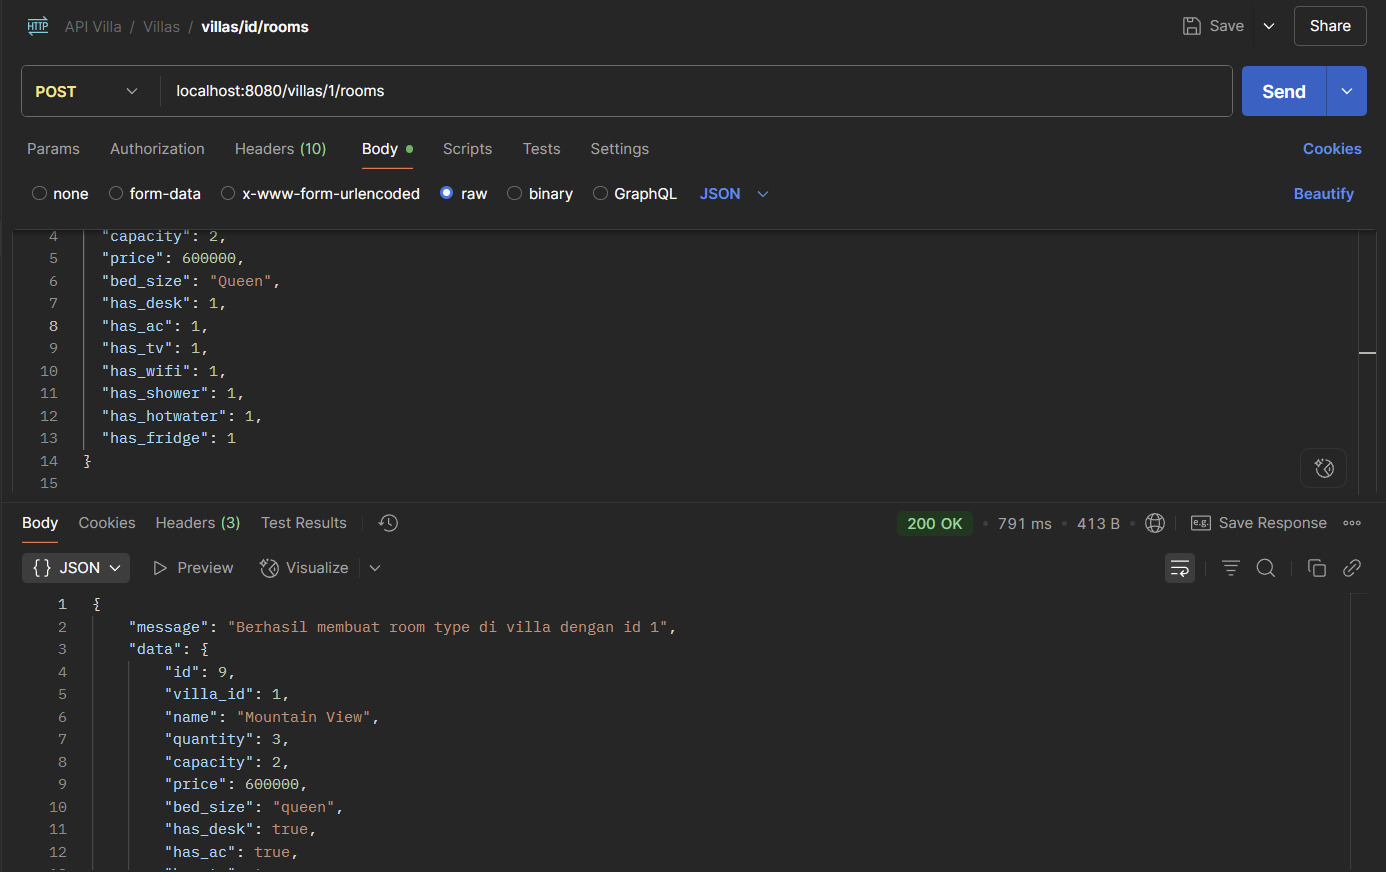 HTTP API Villa / Villas / villas/id/rooms Save Share
POST localhost:8080/villas/1/rooms Send
Params Authorization Headers (10) Body Scripts Tests Settings Cookies
none form-data x-www-form-urlencoded raw binary GraphQL JSON Beautify
4 "capacity": 2,
5 "price": 600000,
6 "bed_size": "Queen",
7 "has_desk": 1,
8 "has_ac": 1,
9 "has_tv": 1,
10 "has_wifi": 1,
11 "has_shower": 1,
12 "has_hotwater": 1,
13 "has_fridge": 1
14 }
15
Body Cookies Headers (3) Test Results 200 OK • 791 ms • 413 B • e.g. Save Response
{} JSON Preview Visualize
1 {
2 "message": "Berhasil membuat room type di villa dengan id 1",
3 "data": {
4 "id": 9,
5 "villa_id": 1,
6 "name": "Mountain View",
7 "quantity": 3,
8 "capacity": 2,
9 "price": 600000,
10 "bed_size": "queen",
11 "has_desk": true,
12 "has_ac": true,